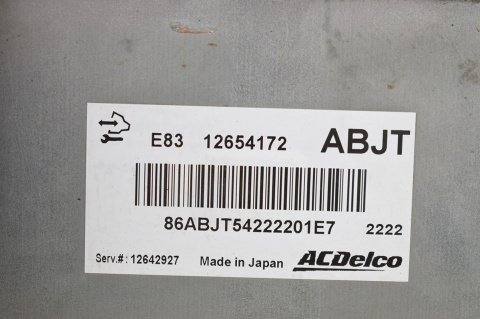 E83 12654172 ABJT
86ABJT54222201E7 2222
Serv.#: 12642927 Made in Japan ACDelco